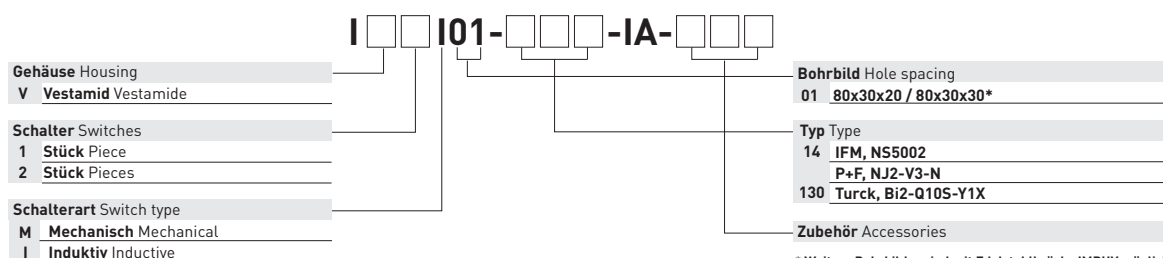 I □ □ I01-□ □ □-IA-□ □ □
Gehäuse Housing
V Vestamid Vestamide
Schalter Switches
1 Stück Piece
2 Stück Pieces
Schalterart Switch type
M Mechanisch Mechanical
I Induktiv Inductive
Bohrbild Hole spacing
01 80x30x20 / 80x30x30*
Typ Type
14 IFM, NS5002
P+F, NJ2-V3-N
130 Turck, Bi2-Q10S-Y1X
Zubehör Accessories